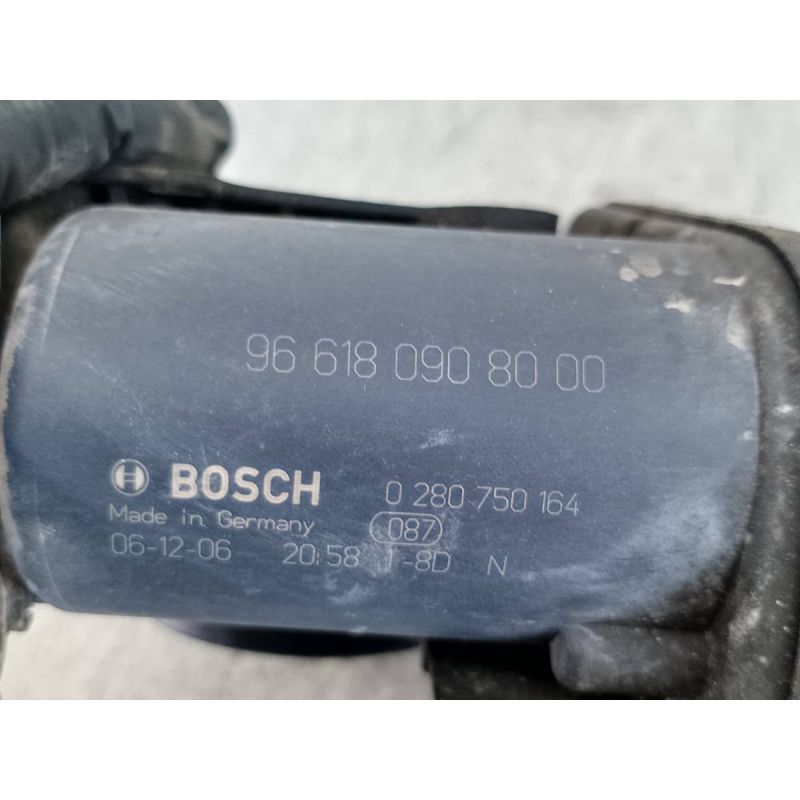 96 618 090 80 00
BOSCH 0 280 750 164
Made in Germany 087
06-12-06 20:58 -8D N